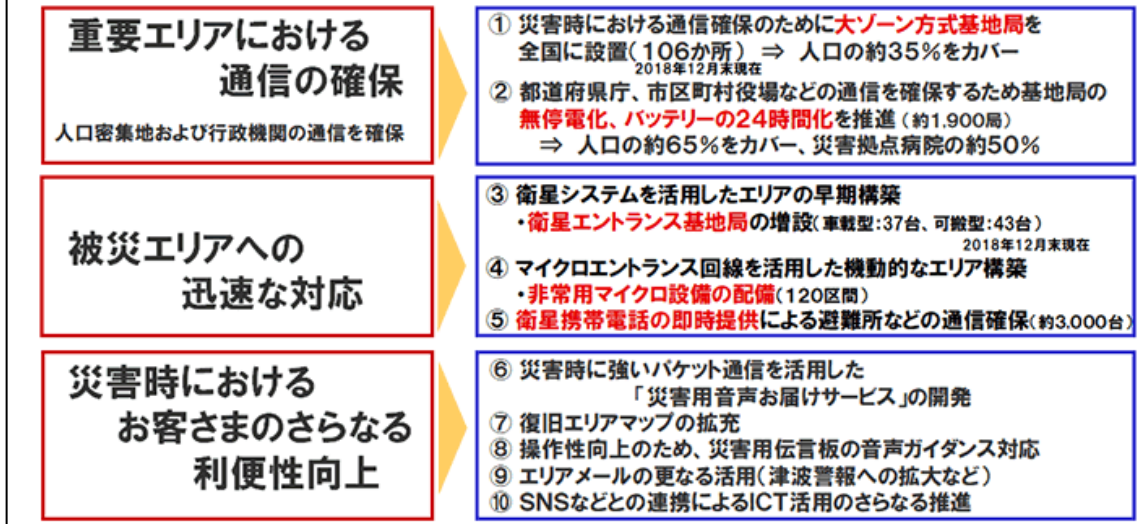 重要エリアにおける
通信の確保
人口密集地および行政機関の通信を確保
① 災害時における通信確保のために大ゾーン方式基地局を
全国に設置(106か所) ⇒ 人口の約35%をカバー
2018年12月末現在
② 都道府県庁、市区町村役場などの通信を確保するため基地局の
無停電化、バッテリーの24時間化を推進(約1,900局)
⇒ 人口の約65%をカバー、災害拠点病院の約50%
被災エリアへの
迅速な対応
③ 衛星システムを活用したエリアの早期構築
・衛星エントランス基地局の増設(車載型:37台、可搬型:43台)
2018年12月末現在
④ マイクロエントランス回線を活用した機動的なエリア構築
・非常用マイクロ設備の配備(120区間)
⑤ 衛星携帯電話の即時提供による避難所などの通信確保(約3,000台)
災害時における
お客さまのさらなる
利便性向上
⑥ 災害時に強いパケット通信を活用した
「災害用音声お届けサービス」の開発
⑦ 復旧エリアマップの拡充
⑧ 操作性向上のため、災害用伝言板の音声ガイダンス対応
⑨ エリアメールの更なる活用(津波警報への拡大など)
⑩ SNSなどとの連携によるICT活用のさらなる推進